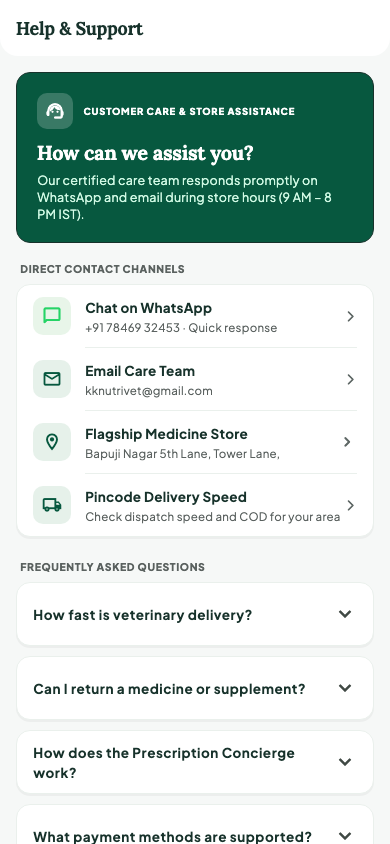 Help & Support
CUSTOMER CARE & STORE ASSISTANCE
How can we assist you?
Our certified care team responds promptly on
WhatsApp and email during store hours (9 AM – 8
PM IST).
DIRECT CONTACT CHANNELS
Chat on WhatsApp
+91 78469 32453 · Quick response
Email Care Team
kknutrivet@gmail.com
Flagship Medicine Store
Bapuji Nagar 5th Lane, Tower Lane,
Pincode Delivery Speed
Check dispatch speed and COD for your area
FREQUENTLY ASKED QUESTIONS
How fast is veterinary delivery?
Can I return a medicine or supplement?
How does the Prescription Concierge
work?
What payment methods are supported?